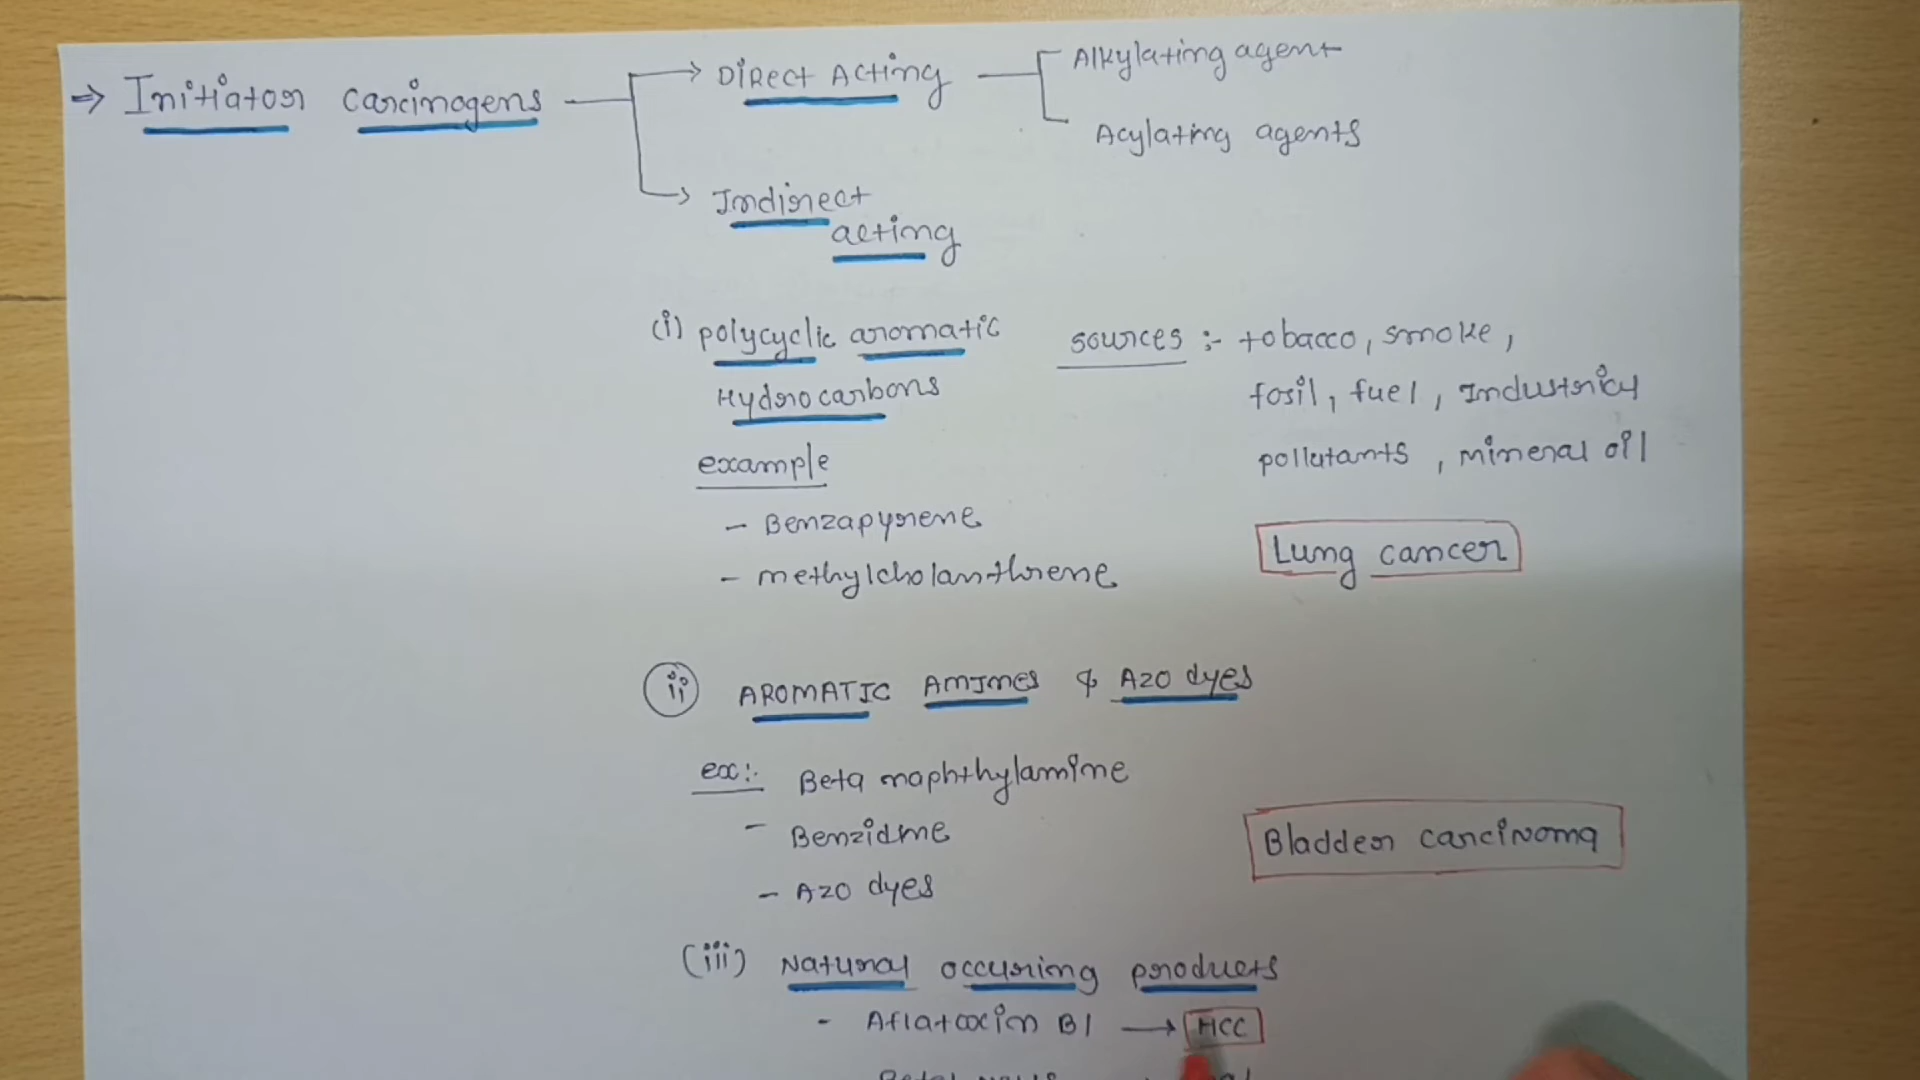 ⇒ Initiator carcinogens
→ Direct Acting
Alkylating agent
Acylating agents
→ Indirect
acting
(i) polycyclic aromatic
Hydrocarbons
sources :- tobacco, smoke,
fosil, fuel, Industricy
pollutants, mineral oil
example
- Benzapyrene
- methylcholanthrene
Lung cancer
(ii) AROMATIC AMINES & AZO dyes
ex:- Beta naphthylamine
- Benzidine
- AZO dyes
Bladder carcinoma
(iii) Natural occuring products
- Aflatoxin B1 → HCC